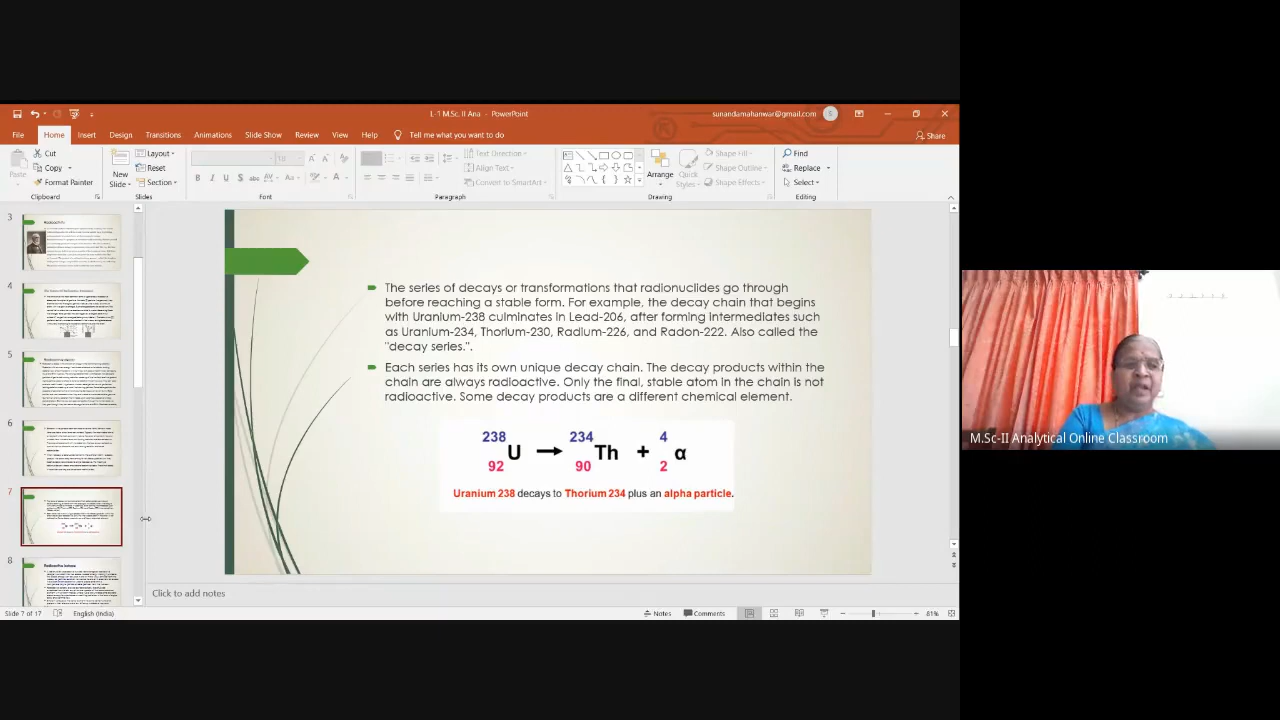 L-1 M.Sc. II Ana - PowerPoint
sunandamahanwar@gmail.com
S
File Home Insert Design Transitions Animations Slide Show Review View Help Tell me what you want to do
Share
Paste
Cut
Copy
Format Painter
Clipboard
New
Slide
Layout
Reset
Section
Slides
B I U S abc AV Aa A
Font
Text Direction
Align Text
Convert to SmartArt
Paragraph
Arrange
Quick
Styles
Shape Fill
Shape Outline
Shape Effects
Drawing
Find
Replace
Select
Editing
3
4
5
6
7
8
The series of decays or transformations that radionuclides go through
before reaching a stable form. For example, the decay chain that begins
with Uranium-238 culminates in Lead-206, after forming intermediates such
as Uranium-234, Thorium-230, Radium-226, and Radon-222. Also called the
"decay series.".
Each series has its own unique decay chain. The decay products within the
chain are always radioactive. Only the final, stable atom in the chain is not
radioactive. Some decay products are a different chemical element.
238 234 4
U → Th + α
92 90 2
Uranium 238 decays to Thorium 234 plus an alpha particle.
Click to add notes
Slide 7 of 17 English (India) Notes Comments 81%
M.Sc-II Analytical Online Classroom